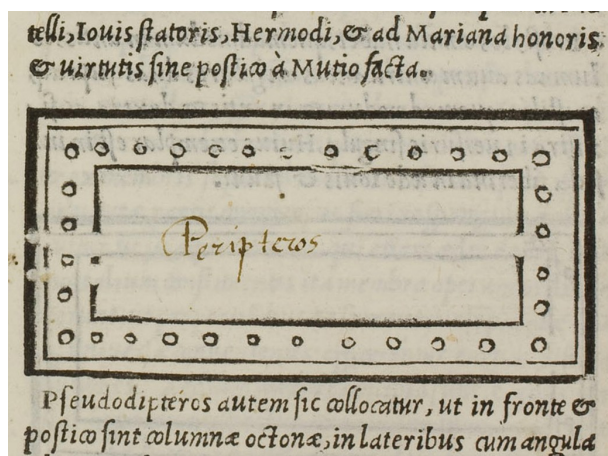 telli, Iouis statoris, Hermodi, & ad Mariana honoris,
& uirtutis sine postico à Mutio facta.
Peripteros
Pseudodipteros autem sic collocatur, ut in fronte &
postico sint columnæ octonæ, in lateribus cum angula